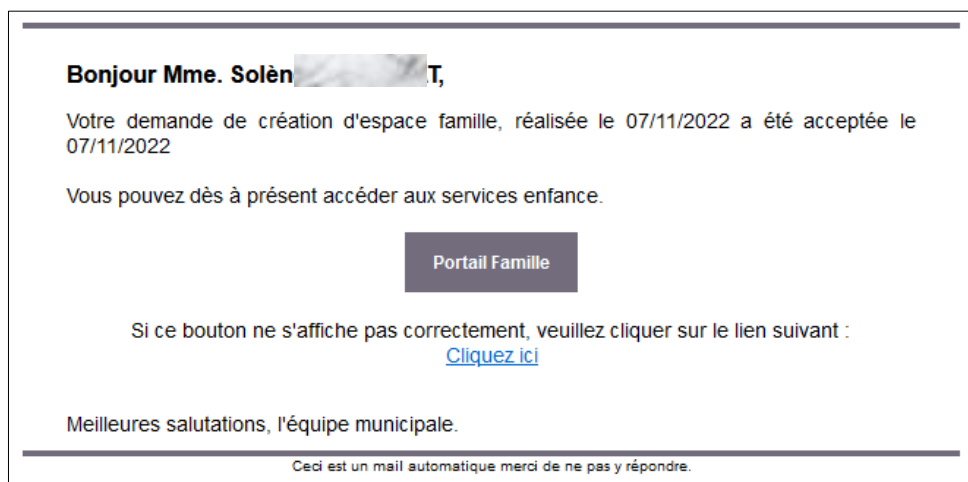 Bonjour Mme. Solèn T,
Votre demande de création d'espace famille, réalisée le 07/11/2022 a été acceptée le
07/11/2022
Vous pouvez dès à présent accéder aux services enfance.
Portail Famille
Si ce bouton ne s'affiche pas correctement, veuillez cliquer sur le lien suivant :
Cliquez ici
Meilleures salutations, l'équipe municipale.
Ceci est un mail automatique merci de ne pas y répondre.